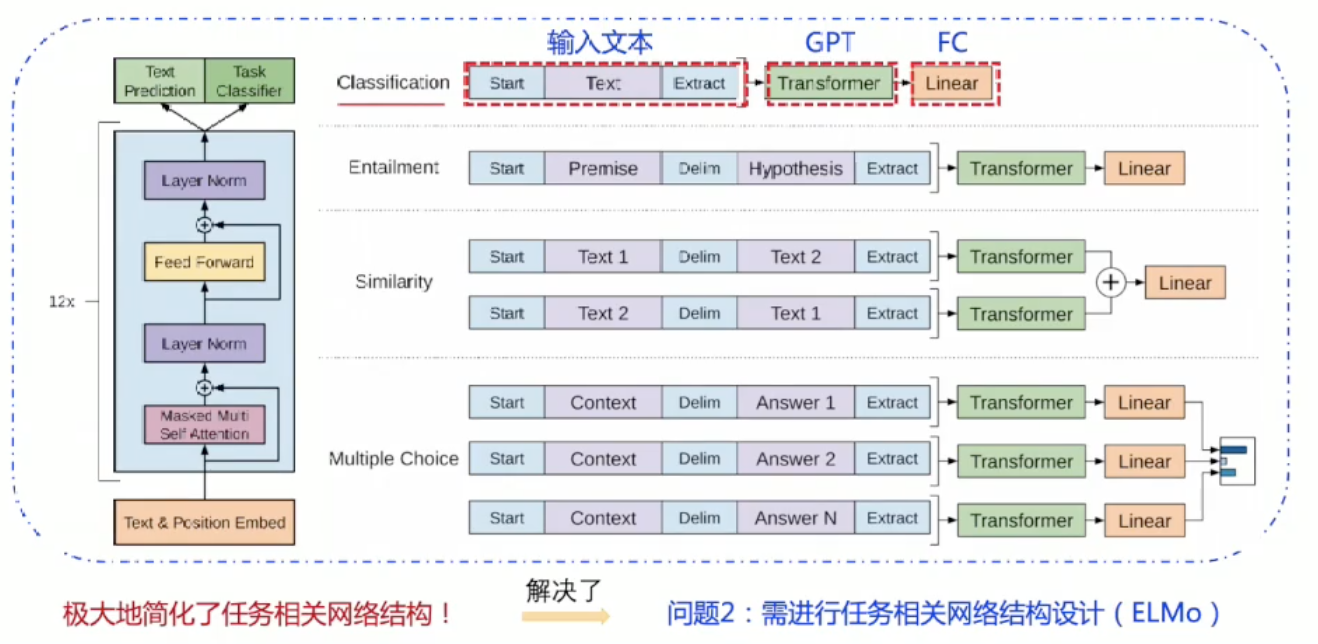 输入文本 GPT FC
Text Prediction Task Classifier
Classification Start Text Extract Transformer Linear
Layer Norm
Entailment Start Premise Delim Hypothesis Extract Transformer Linear
Feed Forward
12x
Similarity
Start Text 1 Delim Text 2 Extract Transformer
Linear
Start Text 2 Delim Text 1 Extract Transformer
Layer Norm
Masked Multi
Self Attention
Start Context Delim Answer 1 Extract Transformer Linear
Multiple Choice Start Context Delim Answer 2 Extract Transformer Linear
Start Context Delim Answer N Extract Transformer Linear
Text & Position Embed
极大地简化了任务相关网络结构！
解决了
问题2：需进行任务相关网络结构设计（ELMo）